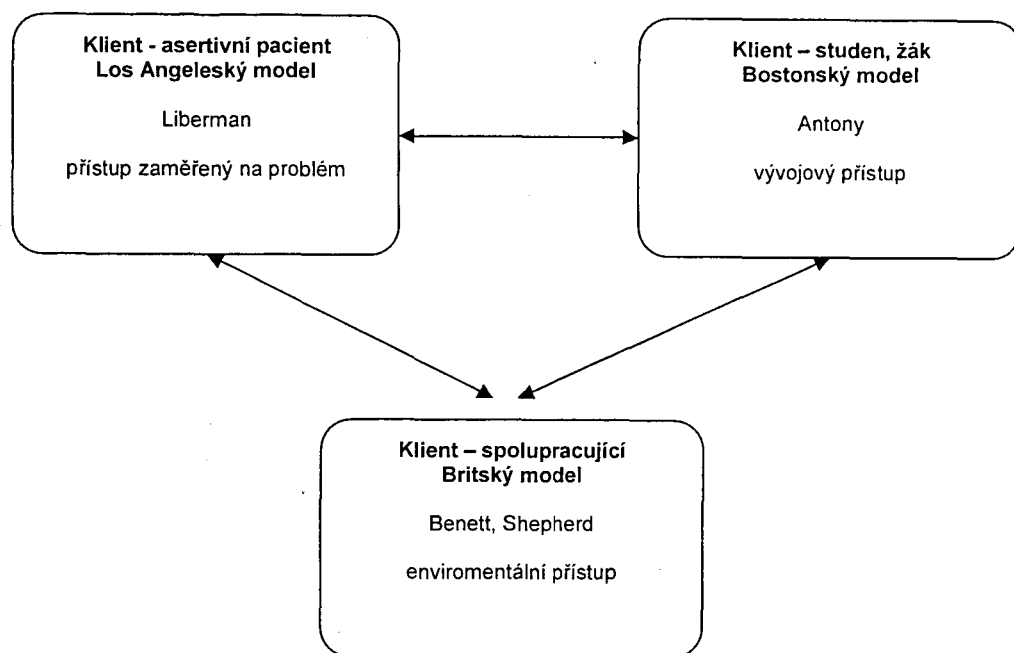 Klient - asertivní pacient
Los Angeleský model
Liberman
přístup zaměřený na problém
Klient – studen, žák
Bostonský model
Antony
vývojový přístup
Klient – spolupracující
Britský model
Benett, Shepherd
enviromentální přístup